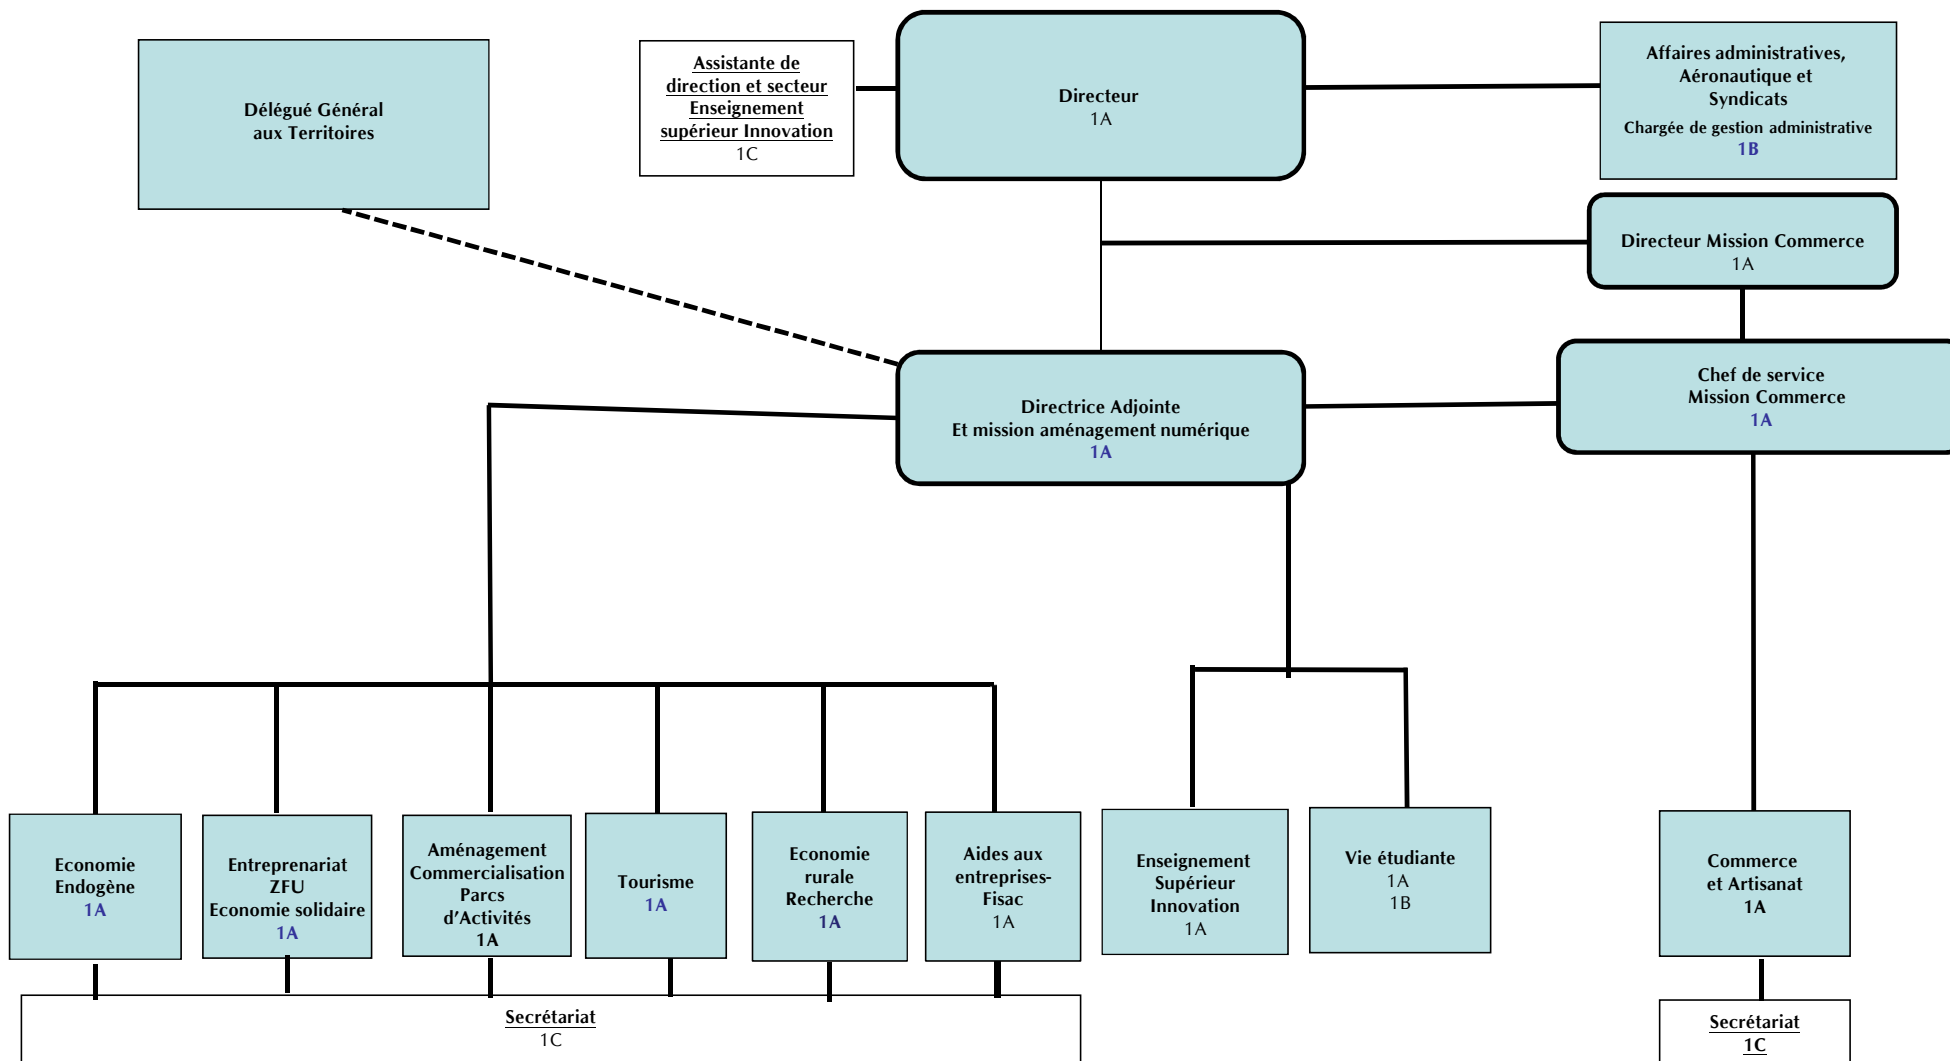 Délégué Général
aux Territoires
Assistante de
direction et secteur
Enseignement
supérieur Innovation
1C
Directeur
1A
Affaires administratives,
Aéronautique et
Syndicats
Chargée de gestion administrative
1B
Directeur Mission Commerce
1A
Directrice Adjointe
Et mission aménagement numérique
1A
Chef de service
Mission Commerce
1A
Economie
Endogène
1A
Entreprenariat
ZFU
Economie solidaire
1A
Aménagement
Commercialisation
Parcs
d'Activités
1A
Tourisme
1A
Economie
rurale
Recherche
1A
Aides aux
entreprises-
Fisac
1A
Enseignement
Supérieur
Innovation
1A
Vie étudiante
1A
1B
Commerce
et Artisanat
1A
Secrétariat
1C
Secrétariat
1C